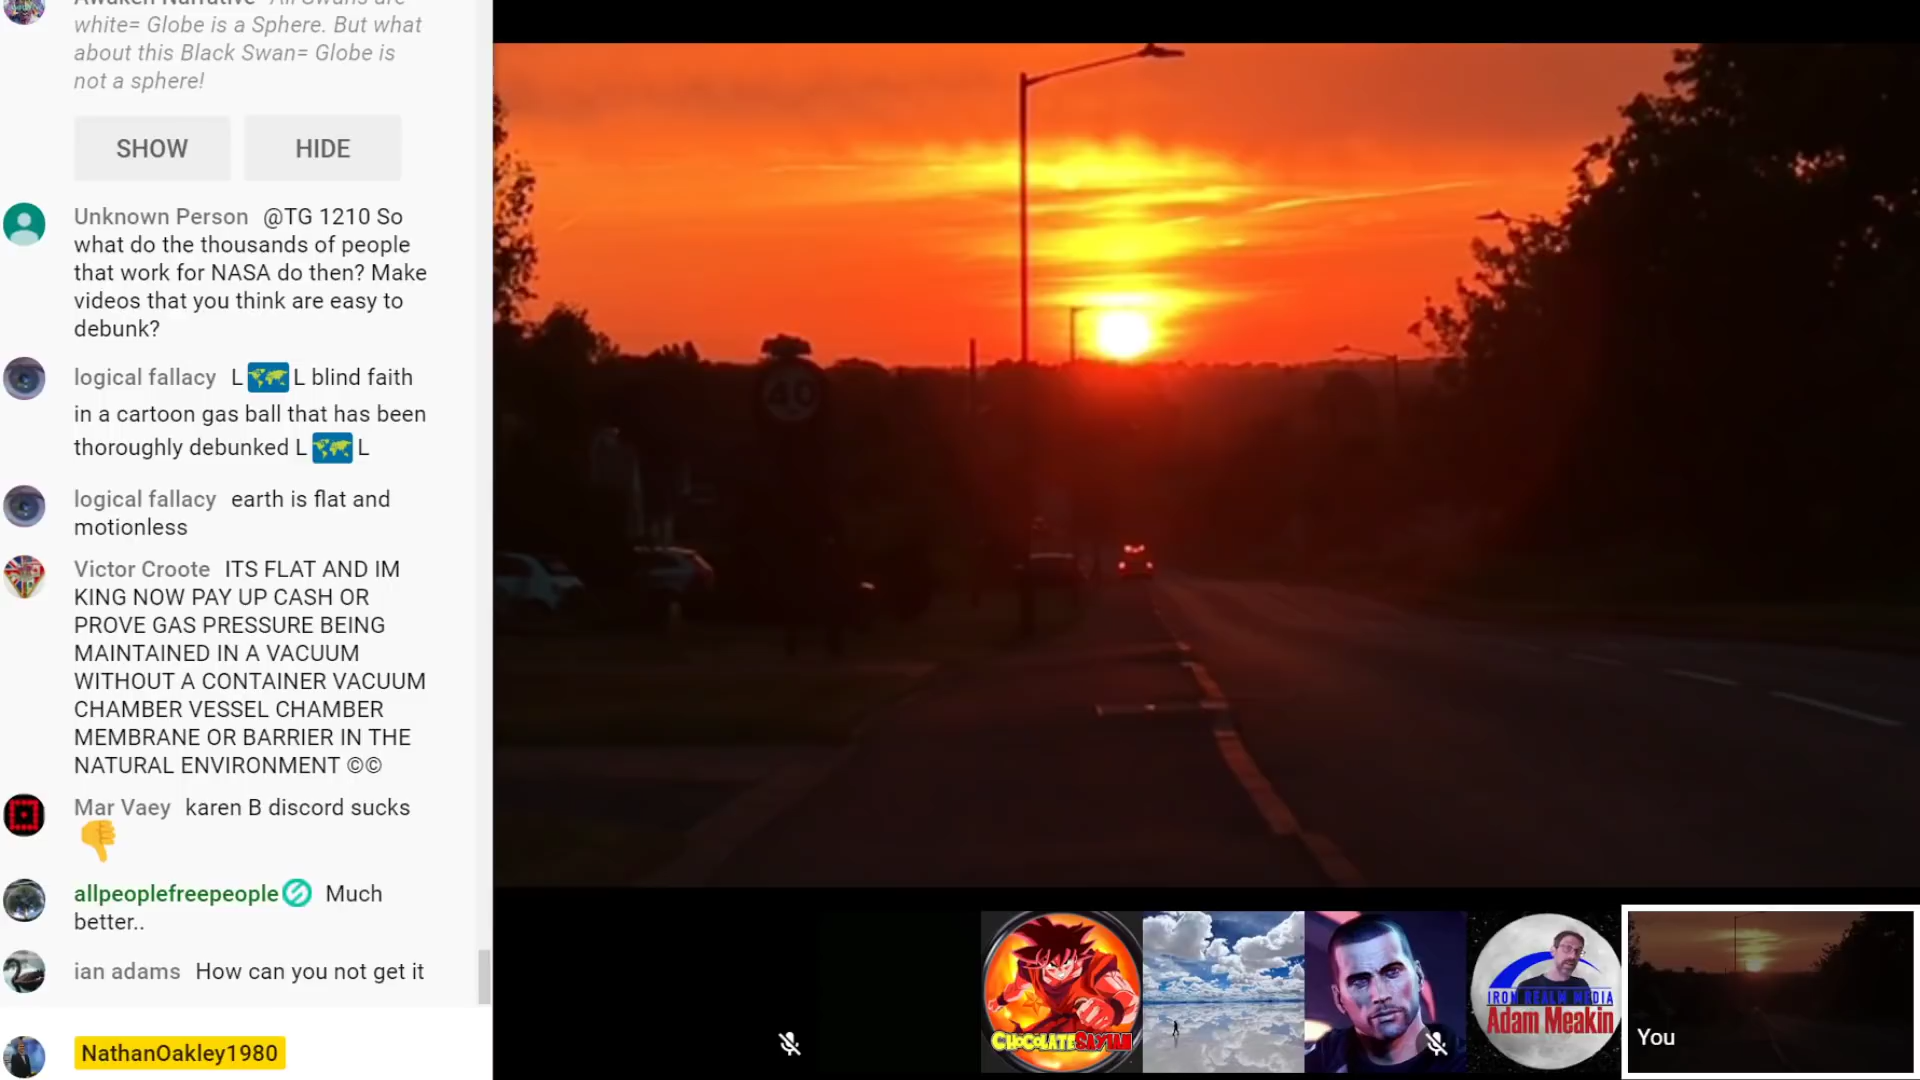 Awaken Narrative All Swans are
white= Globe is a Sphere. But what
about this Black Swan= Globe is
not a sphere!
SHOW HIDE
Unknown Person @TG 1210 So
what do the thousands of people
that work for NASA do then? Make
videos that you think are easy to
debunk?
logical fallacy L L blind faith
in a cartoon gas ball that has been
thoroughly debunked L L
logical fallacy earth is flat and
motionless
Victor Croote ITS FLAT AND IM
KING NOW PAY UP CASH OR
PROVE GAS PRESSURE BEING
MAINTAINED IN A VACUUM
WITHOUT A CONTAINER VACUUM
CHAMBER VESSEL CHAMBER
MEMBRANE OR BARRIER IN THE
NATURAL ENVIRONMENT ©©
Mar Vaey karen B discord sucks
allpeoplefreepeople Much
better..
ian adams How can you not get it
NathanOakley1980
40
CHOCOLATESAYIAN
IRON REALM MEDIA
Adam Meakin
You